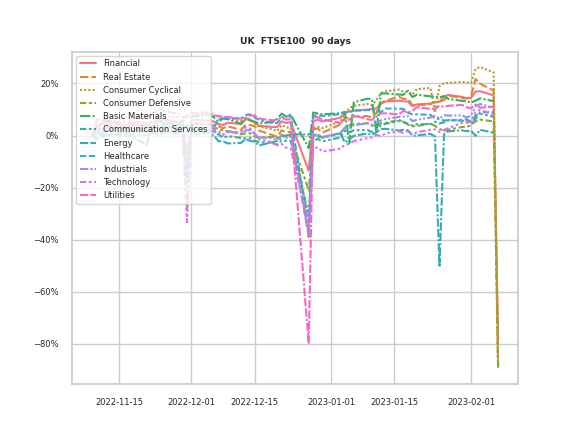 UK  FTSE100  90 days
Financial
Real Estate
Consumer Cyclical
Consumer Defensive
Basic Materials
Communication Services
Energy
Healthcare
Industrials
Technology
Utilities
20%
0%
−20%
−40%
−60%
−80%
2022-11-15
2022-12-01
2022-12-15
2023-01-01
2023-01-15
2023-02-01